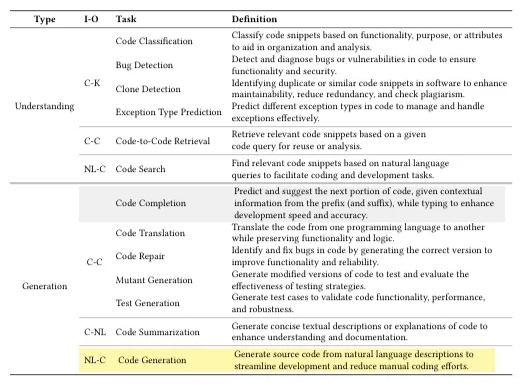 Type I-O Task Definition
Code Classification Classify code snippets based on functionality, purpose, or attributes
to aid in organization and analysis.
Bug Detection Detect and diagnose bugs or vulnerabilities in code to ensure
functionality and security.
Understanding C-K Clone Detection Identifying duplicate or similar code snippets in software to enhance
maintainability, reduce redundancy, and check plagiarism.
Exception Type Prediction Predict different exception types in code to manage and handle
exceptions effectively.
C-C Code-to-Code Retrieval Retrieve relevant code snippets based on a given
code query for reuse or analysis.
NL-C Code Search Find relevant code snippets based on natural language
queries to facilitate coding and development tasks.
Code Completion Predict and suggest the next portion of code, given contextual
information from the prefix (and suffix), while typing to enhance
development speed and accuracy.
Code Translation Translate the code from one programming language to another
while preserving functionality and logic.
Generation C-C Code Repair Identify and fix bugs in code by generating the correct version to
improve functionality and reliability.
Mutant Generation Generate modified versions of code to test and evaluate the
effectiveness of testing strategies.
Test Generation Generate test cases to validate code functionality, performance,
and robustness.
C-NL Code Summarization Generate concise textual descriptions or explanations of code to
enhance understanding and documentation.
NL-C Code Generation Generate source code from natural language descriptions to
streamline development and reduce manual coding efforts.